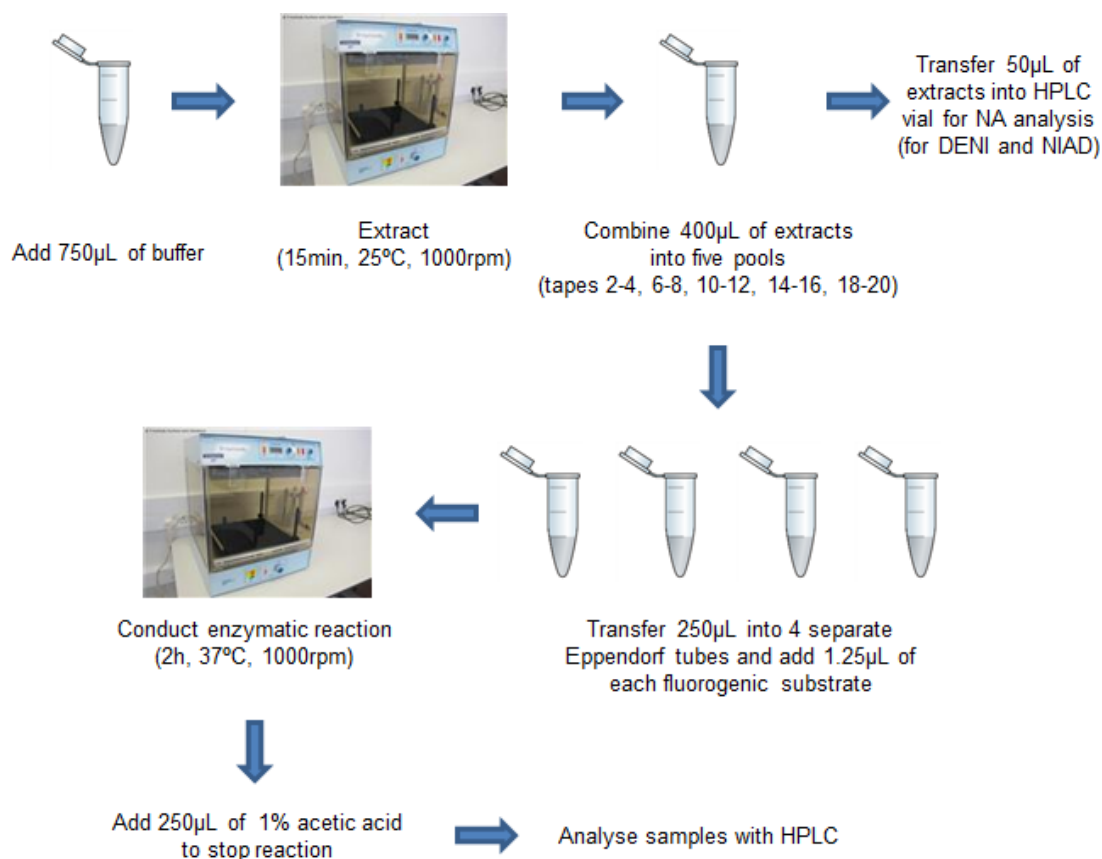 Add 750µL of buffer
Extract
(15min, 25ºC, 1000rpm)
Combine 400µL of extracts
into five pools
(tapes 2-4, 6-8, 10-12, 14-16, 18-20)
Transfer 50µL of
extracts into HPLC
vial for NA analysis
(for DENI and NIAD)
Transfer 250µL into 4 separate
Eppendorf tubes and add 1.25µL of
each fluorogenic substrate
Conduct enzymatic reaction
(2h, 37ºC, 1000rpm)
Add 250µL of 1% acetic acid
to stop reaction
Analyse samples with HPLC